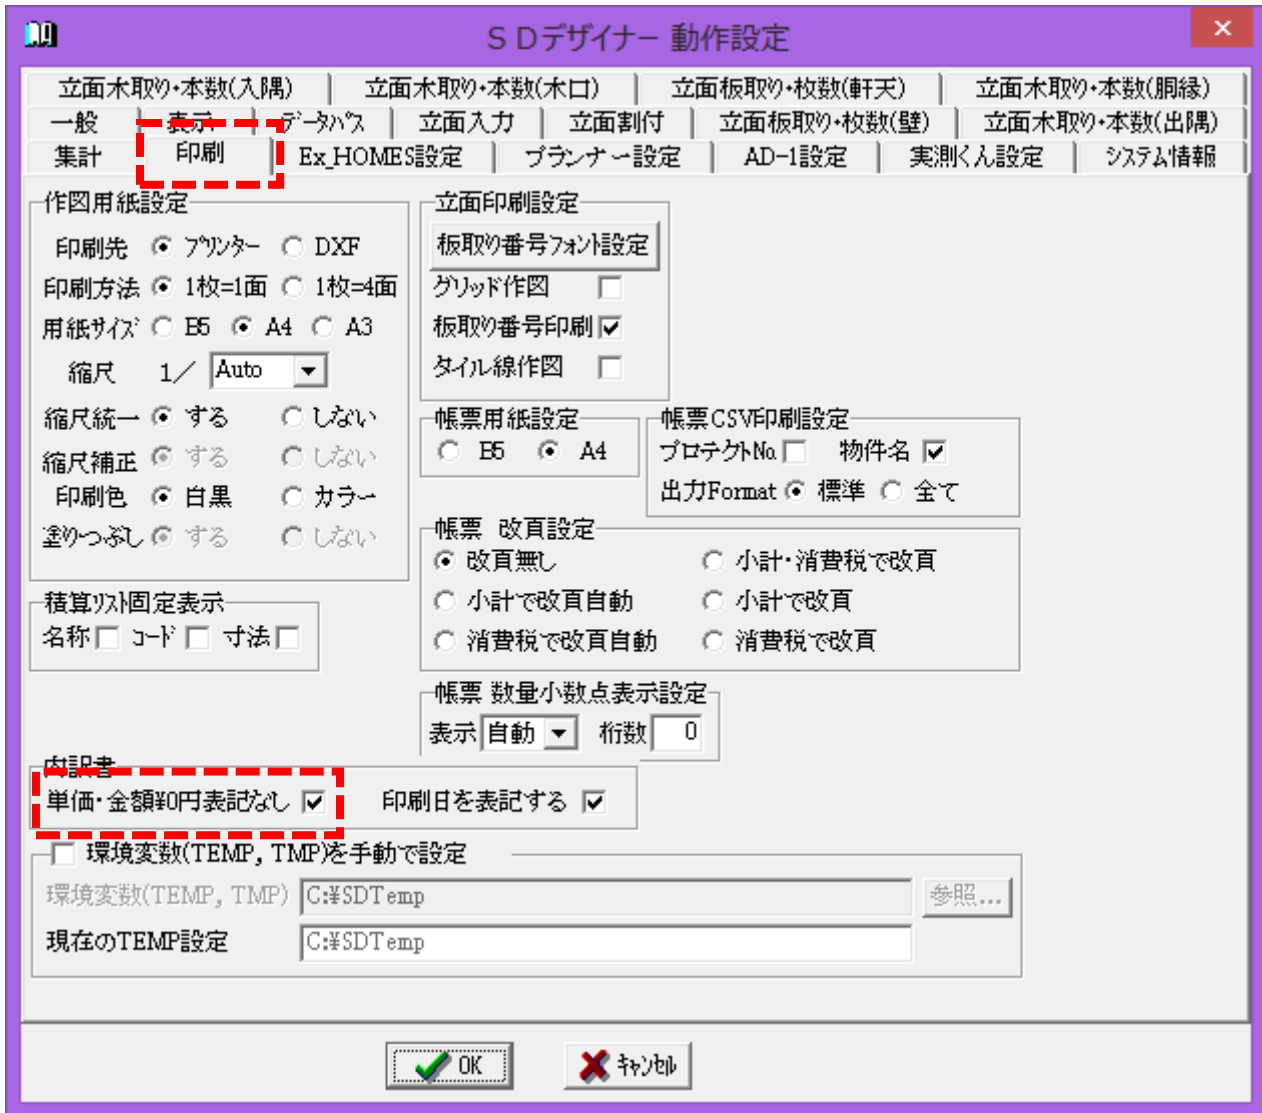 ＳＤデザイナー 動作設定
立面木取り・本数(入隅) 立面木取り・本数(木口) 立面板取り・枚数(軒天) 立面木取り・本数(胴縁)
一般 表示 ﾃﾞｰﾀﾊﾟｽ 立面入力 立面割付 立面板取り・枚数(壁) 立面木取り・本数(出隅)
集計 印刷 Ex_HOMES設定 プランナー設定 AD-1設定 実測くん設定 ｼｽﾃﾑ情報
作図用紙設定
印刷先 ﾌﾟﾘﾝﾀｰ DXF
印刷方法 1枚=1面 1枚=4面
用紙ｻｲｽﾞ B5 A4 A3
縮尺 1／ Auto
縮尺統一 する しない
縮尺補正 する しない
印刷色 白黒 カラー
塗りつぶし する しない
積算ﾘｽﾄ固定表示
名称 ｺｰﾄﾞ 寸法
立面印刷設定
板取り番号ﾌｫﾝﾄ設定
グリッド作図
板取り番号印刷
タイル線作図
帳票用紙設定
B5 A4
帳票CSV印刷設定
プロテクトNo. 物件名
出力Format 標準 全て
帳票 改頁設定
改頁無し 小計・消費税で改頁
小計で改頁自動 小計で改頁
消費税で改頁自動 消費税で改頁
帳票 数量小数点表示設定
表示 自動 桁数 0
内訳書
単価・金額¥0円表記なし 印刷日を表記する
環境変数(TEMP, TMP)を手動で設定
環境変数(TEMP, TMP) C:¥SDTemp 参照...
現在のTEMP設定 C:¥SDTemp
OK ｷｬﾝｾﾙ